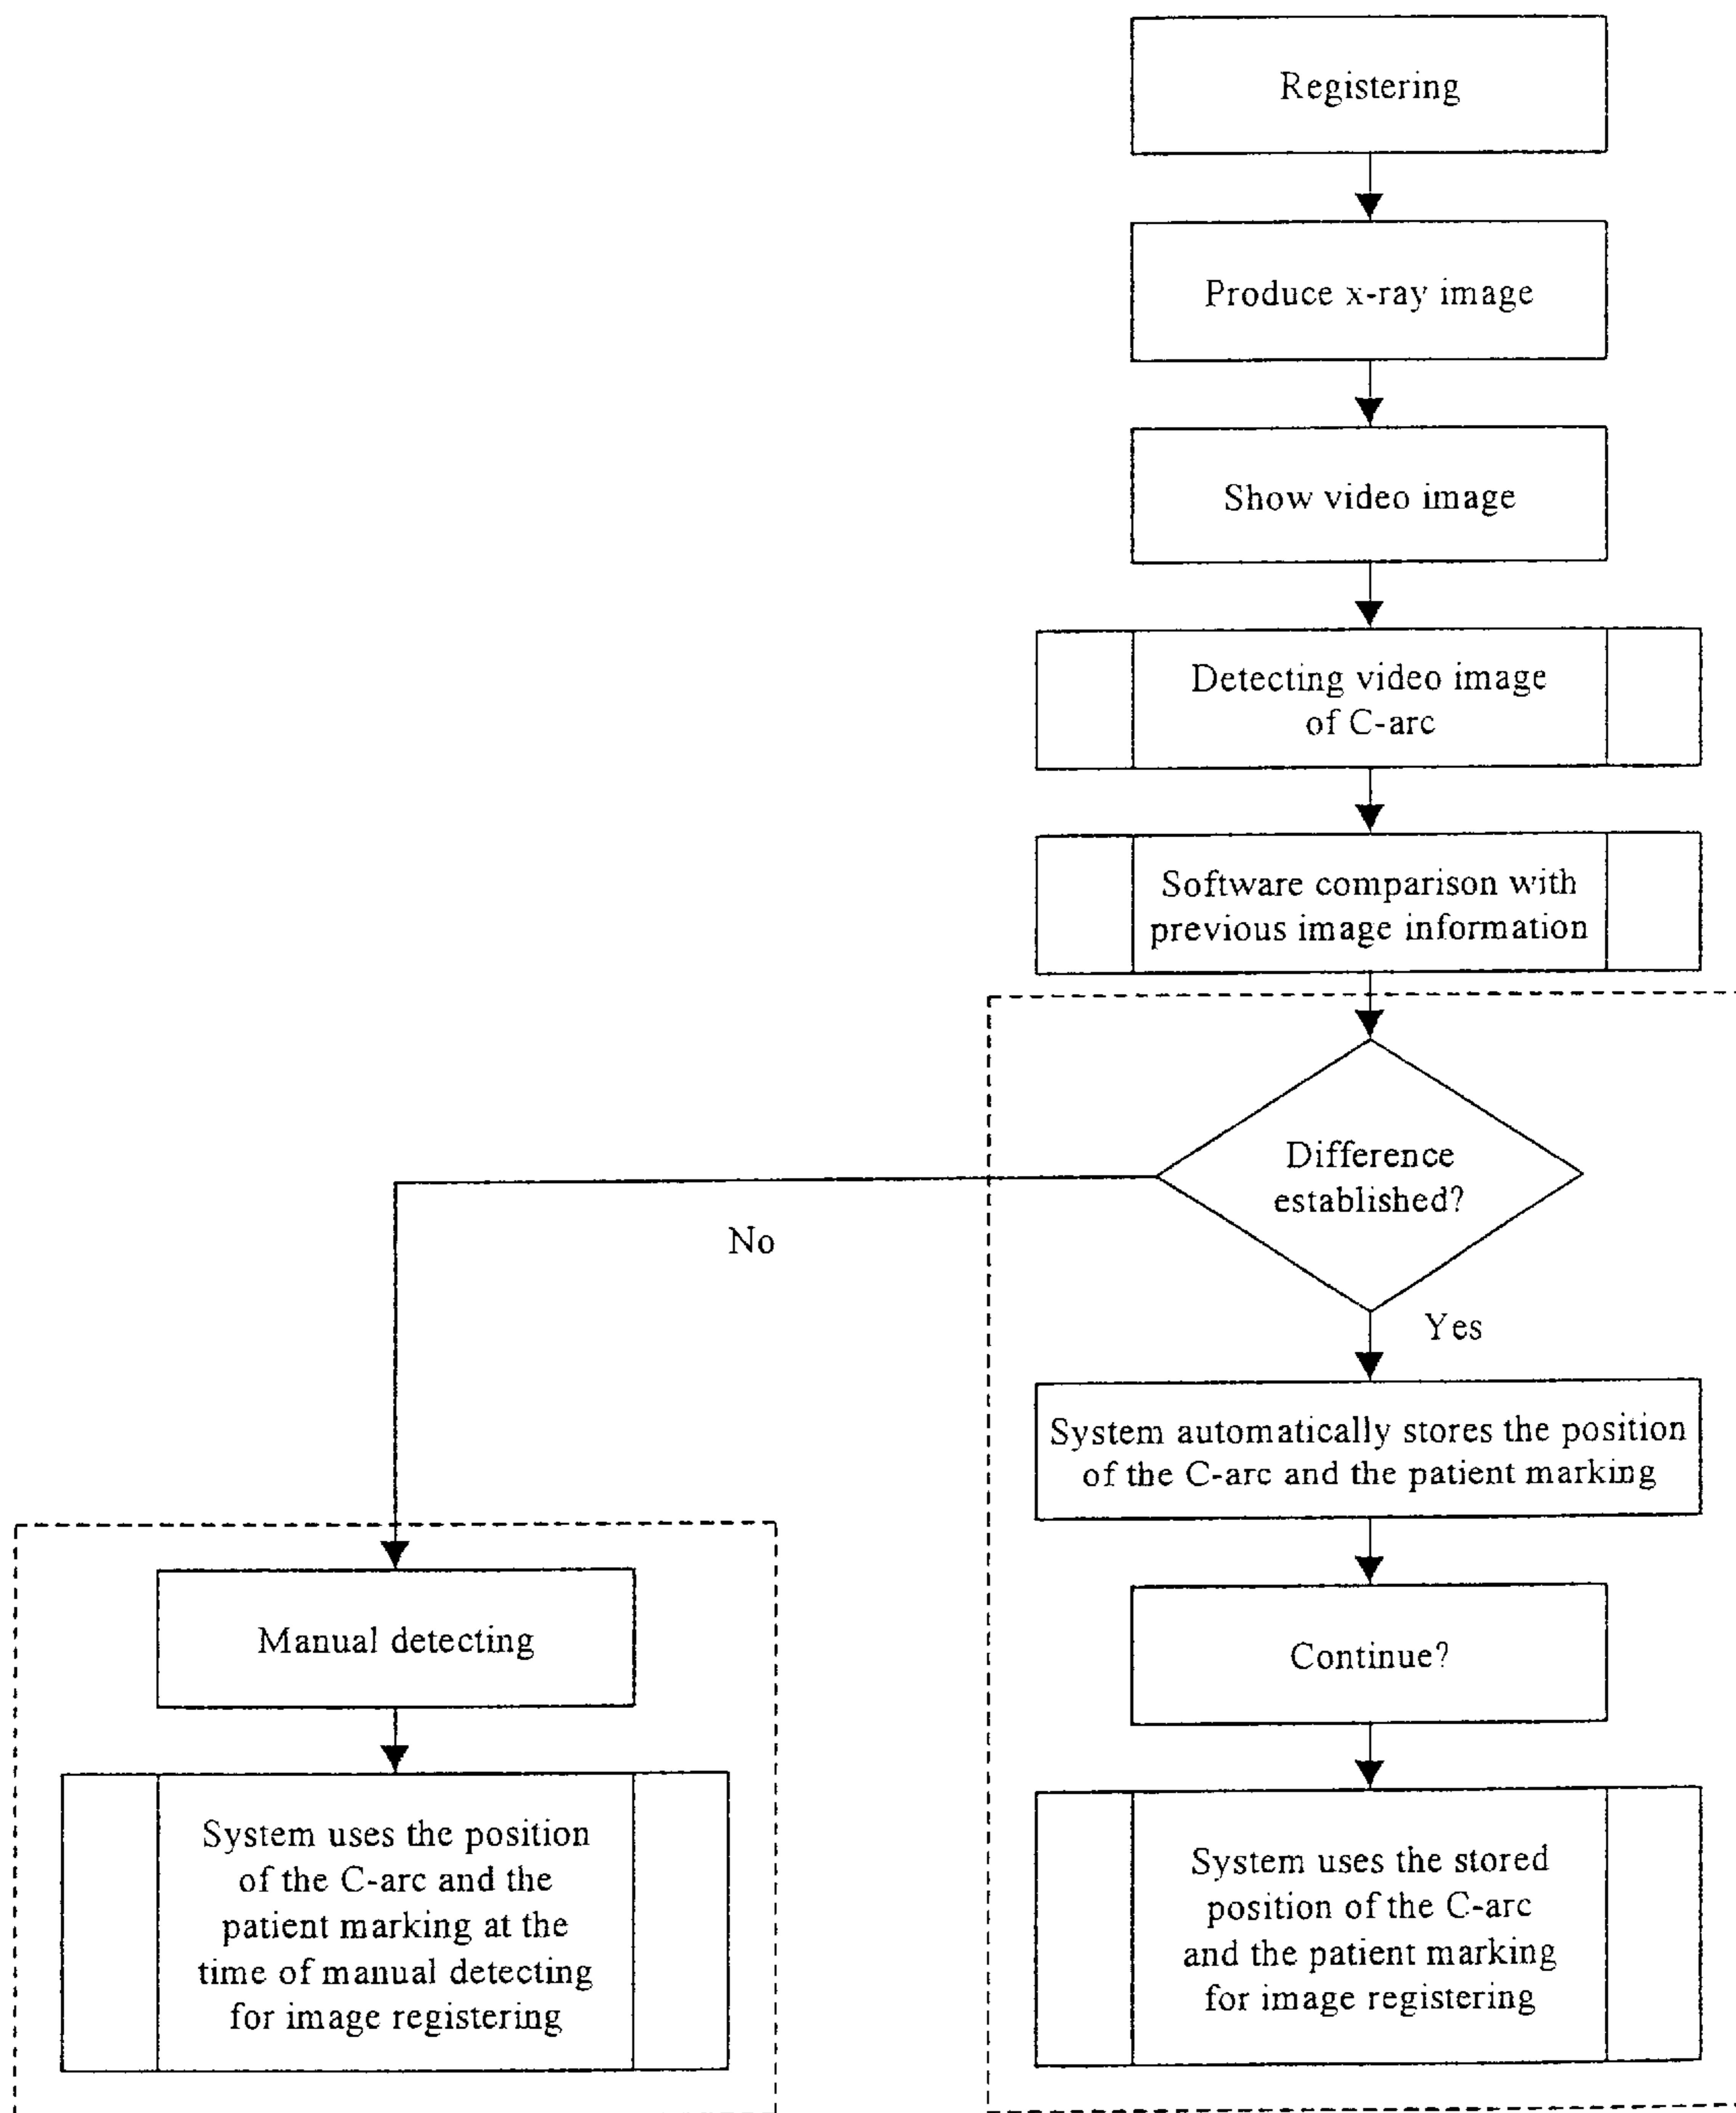 Registering
Produce x-ray image
Show video image
Detecting video image
of C-arc
Software comparison with
previous image information
Difference
established?
No
Yes
System automatically stores the position
of the C-arc and the patient marking
Continue?
System uses the stored
position of the C-arc
and the patient marking
for image registering
Manual detecting
System uses the position
of the C-arc and the
patient marking at the
time of manual detecting
for image registering